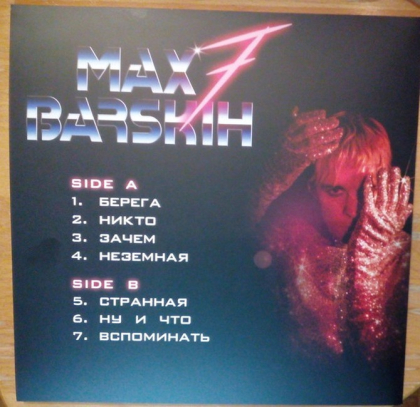 MAX 7
BARSKIH
SIDE A
1. БЕРЕГА
2. НИКТО
3. ЗАЧЕМ
4. НЕЗЕМНАЯ
SIDE B
5. СТРАННАЯ
6. НУ И ЧТО
7. ВСПОМИНАТЬ